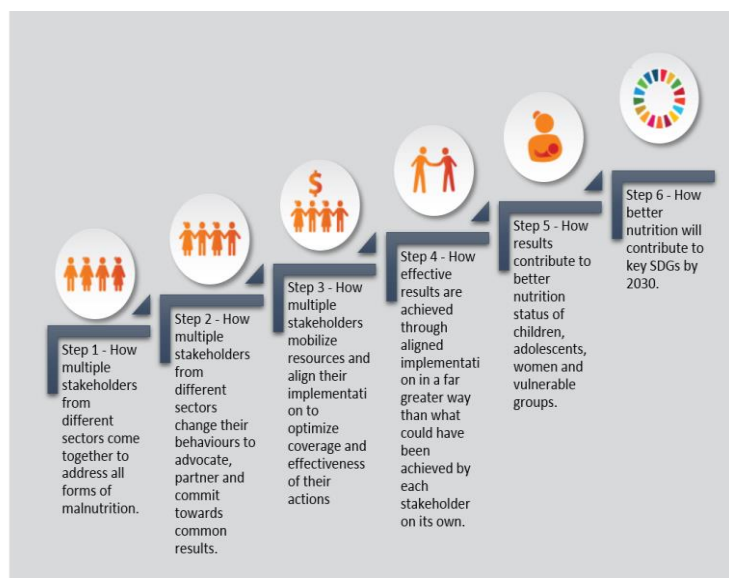 $
Step 1 - How
multiple
stakeholders
from
different
sectors come
together to
address all
forms of
malnutrition.
Step 2 - How
multiple
stakeholders
from
different
sectors
change their
behaviours to
advocate,
partner and
commit
towards
common
results.
Step 3 - How
multiple
stakeholders
mobilize
resources and
align their
implementati
on to
optimize
coverage and
effectiveness
of their
actions
Step 4 - How
effective
results are
achieved
through
aligned
implementati
on in a far
greater way
than what
could have
been
achieved by
each
stakeholder
on its own.
Step 5 - How
results
contribute to
better
nutrition
status of
children,
adolescents,
women and
vulnerable
groups.
Step 6 - How
better
nutrition will
contribute to
key SDGs by
2030.